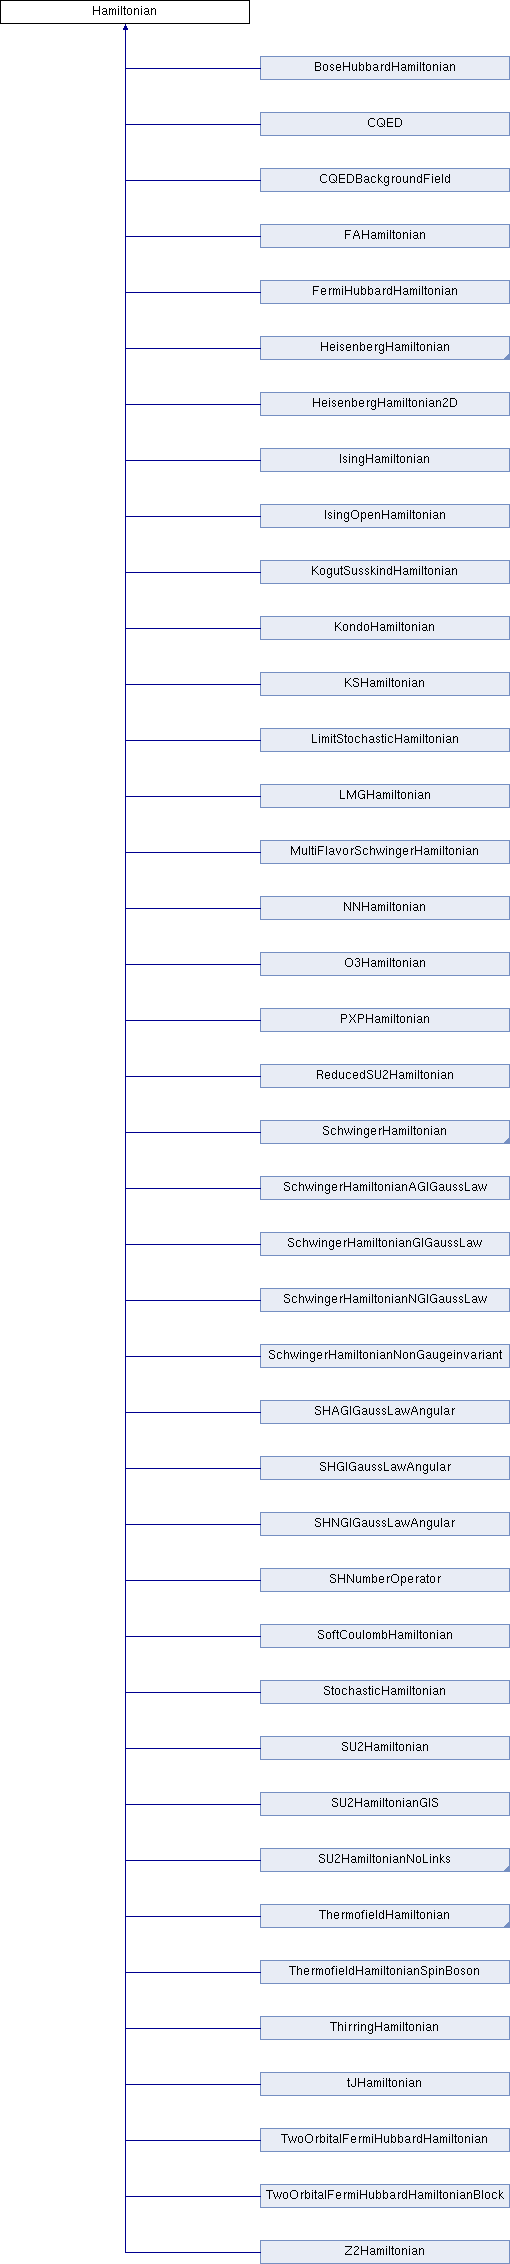 Hamiltonian
BoseHubbardHamiltonian
CQED
CQEDBackgroundField
FAHamiltonian
FermiHubbardHamiltonian
HeisenbergHamiltonian
HeisenbergHamiltonian2D
IsingHamiltonian
IsingOpenHamiltonian
KogutSusskindHamiltonian
KondoHamiltonian
KSHamiltonian
LimitStochasticHamiltonian
LMGHamiltonian
MultiFlavorSchwingerHamiltonian
NNHamiltonian
O3Hamiltonian
PXPHamiltonian
ReducedSU2Hamiltonian
SchwingerHamiltonian
SchwingerHamiltonianAGIGaussLaw
SchwingerHamiltonianGIGaussLaw
SchwingerHamiltonianNGIGaussLaw
SchwingerHamiltonianNonGaugeinvariant
SHAGIGaussLawAngular
SHGIGaussLawAngular
SHNGIGaussLawAngular
SHNumberOperator
SoftCoulombHamiltonian
StochasticHamiltonian
SU2Hamiltonian
SU2HamiltonianGIS
SU2HamiltonianNoLinks
ThermofieldHamiltonian
ThermofieldHamiltonianSpinBoson
ThirringHamiltonian
tJHamiltonian
TwoOrbitalFermiHubbardHamiltonian
TwoOrbitalFermiHubbardHamiltonianBlock
Z2Hamiltonian